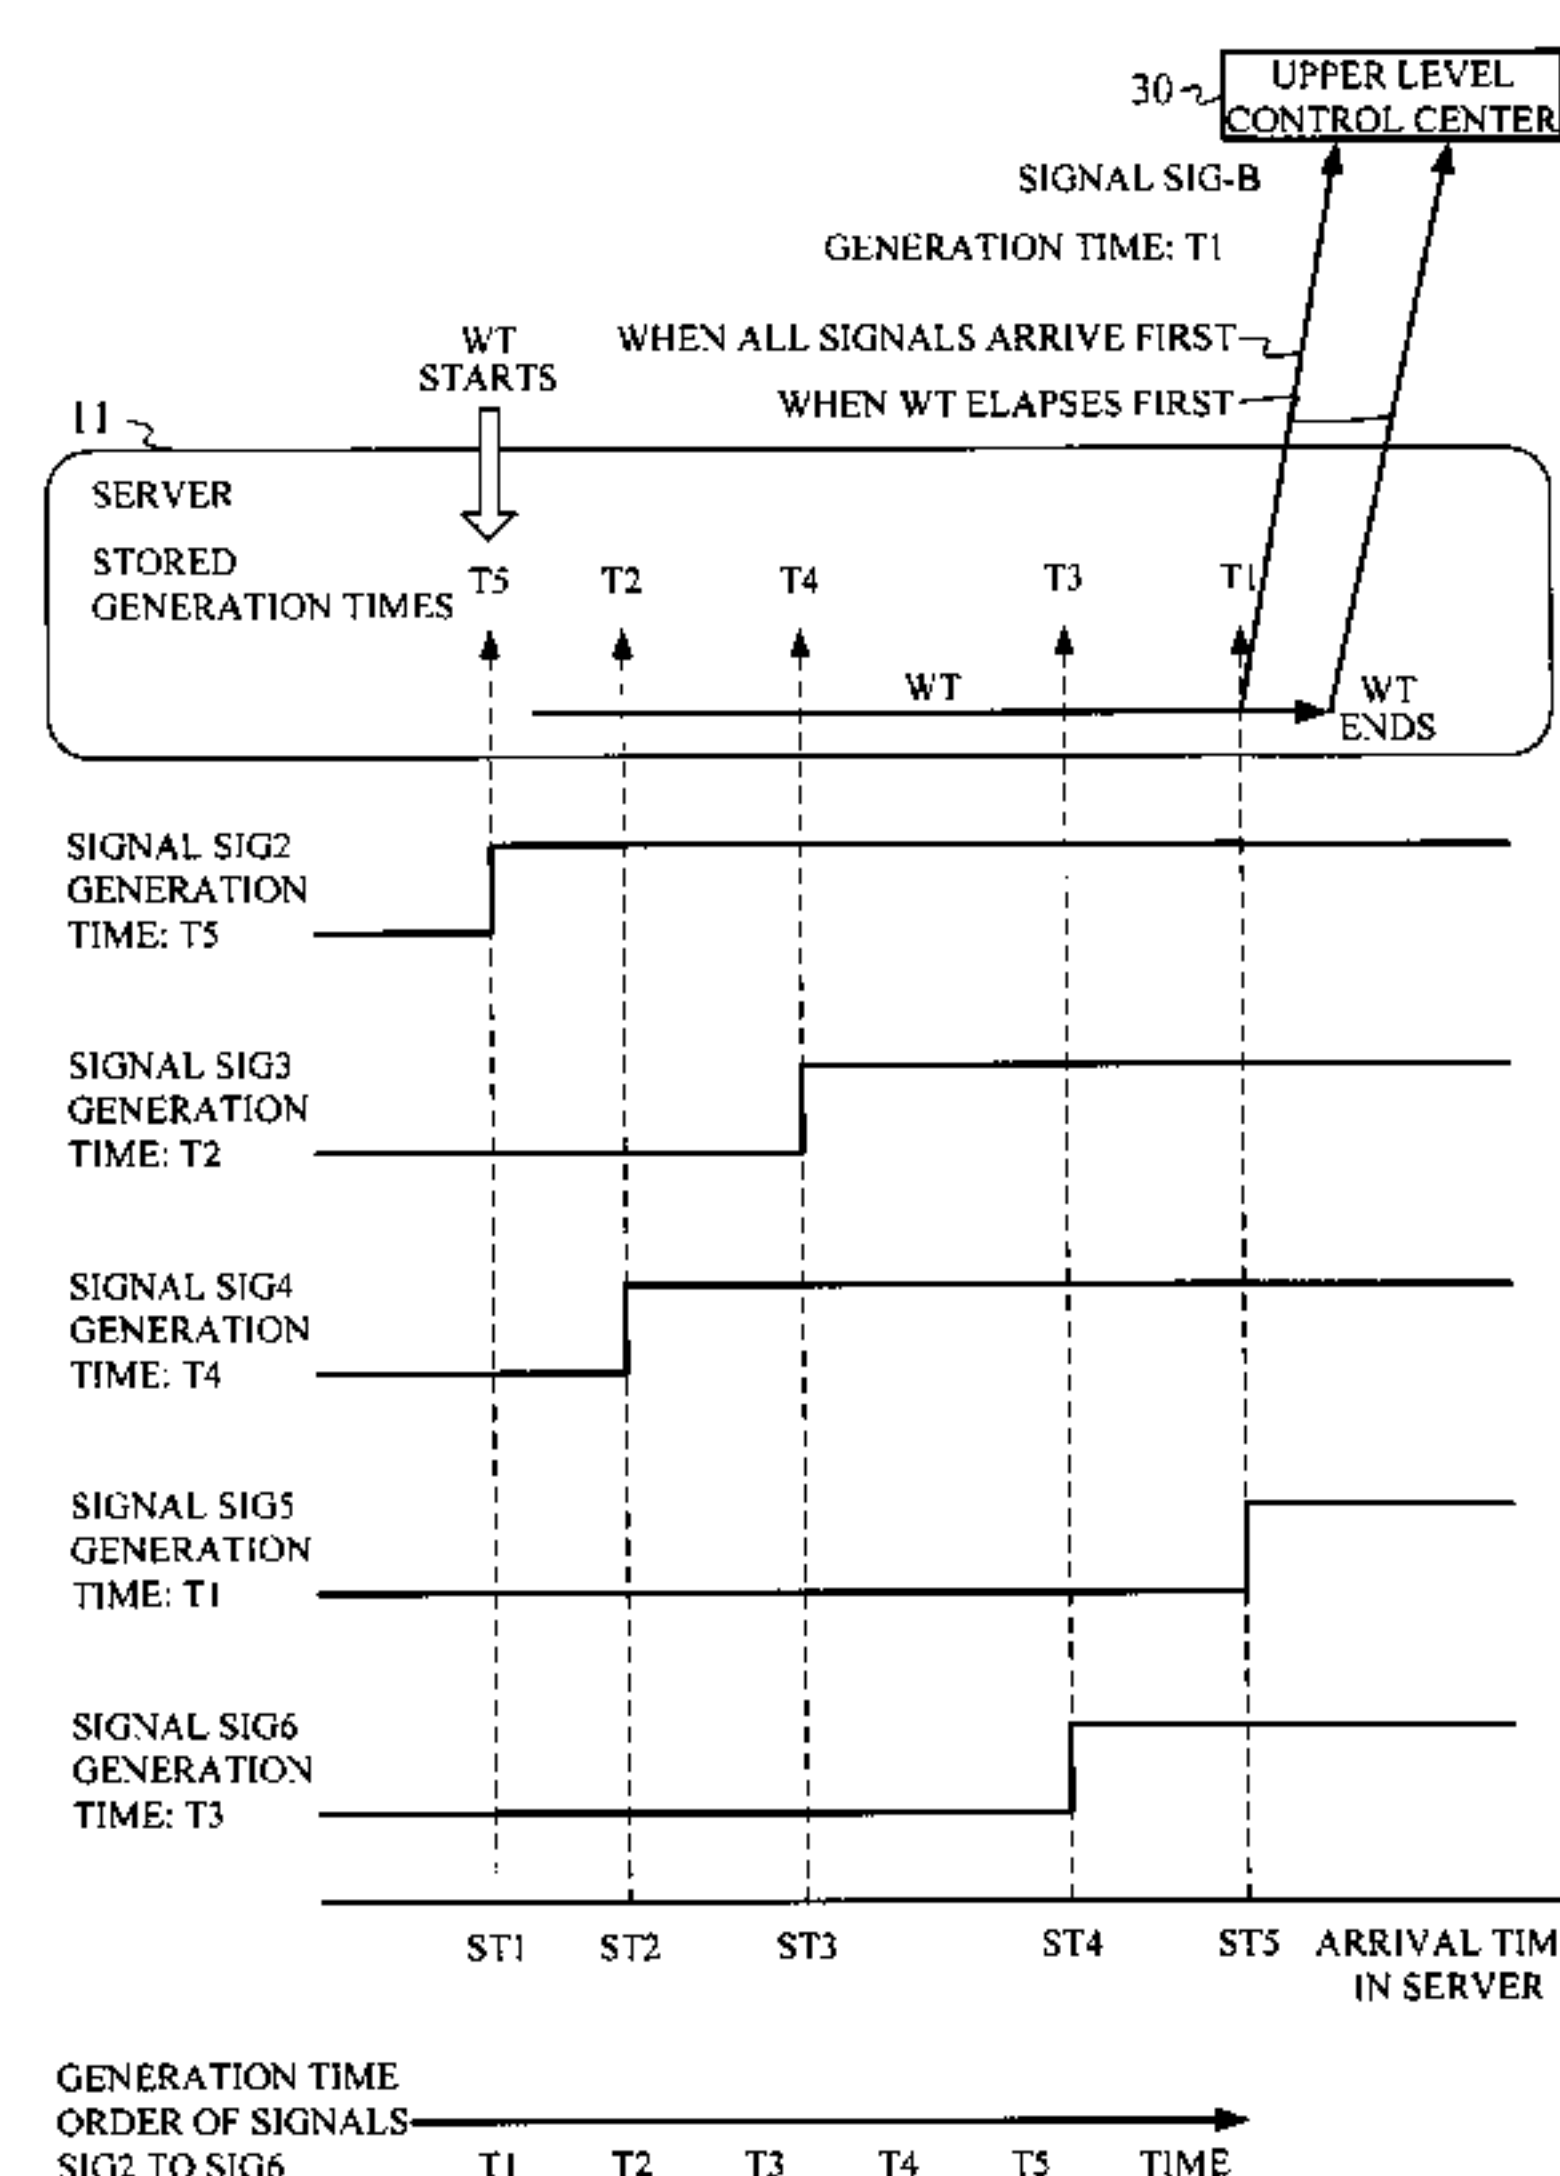 UPPER LEVEL
CONTROL CENTER
30
SIGNAL SIG-B
GENERATION TIME: T1
WT
STARTS
WHEN ALL SIGNALS ARRIVE FIRST
WHEN WT ELAPSES FIRST
11
SERVER
STORED
GENERATION TIMES
T5 T2 T4 T3 T1
WT
WT
ENDS
SIGNAL SIG2
GENERATION
TIME: T5
SIGNAL SIG3
GENERATION
TIME: T2
SIGNAL SIG4
GENERATION
TIME: T4
SIGNAL SIG5
GENERATION
TIME: T1
SIGNAL SIG6
GENERATION
TIME: T3
ST1 ST2 ST3 ST4 ST5
ARRIVAL TIM
IN SERVER
GENERATION TIME
ORDER OF SIGNALS
SIG2 TO SIG6
T1 T2 T3 T4 T5 TIME